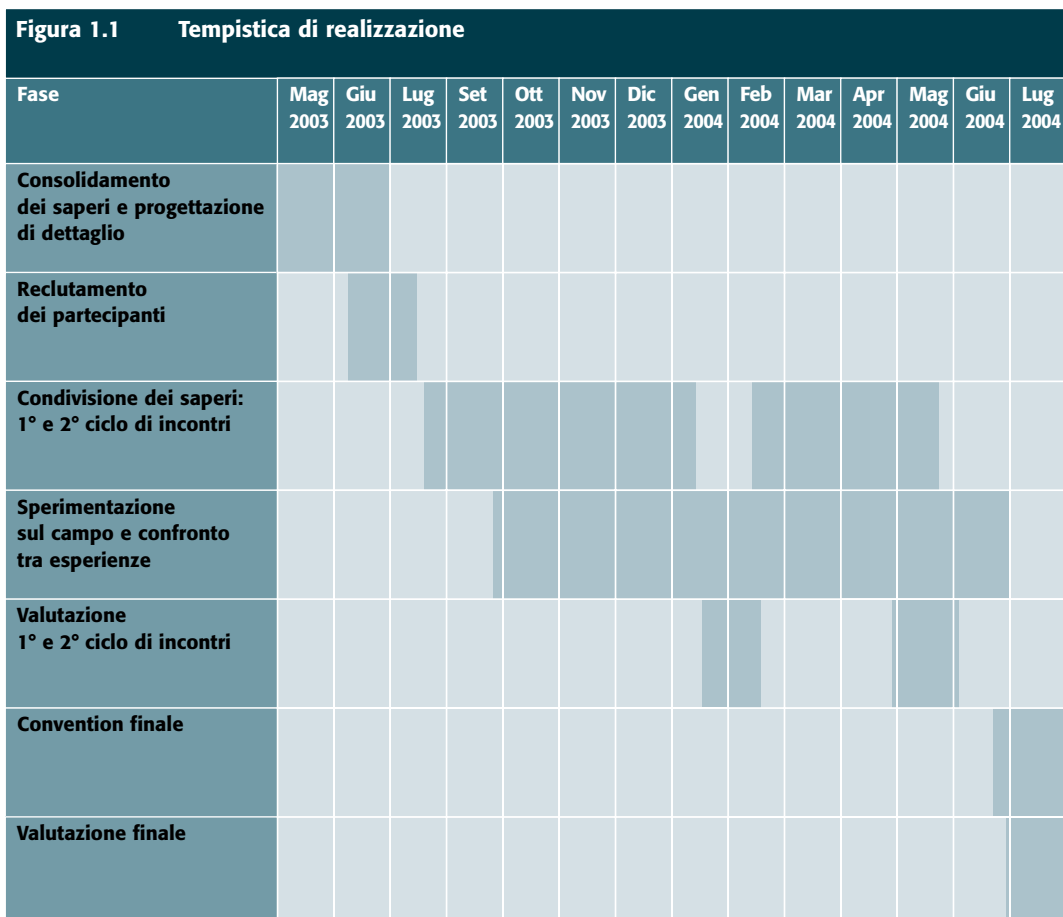 Figura 1.1 Tempistica di realizzazione
Fase Mag Giu Lug Set Ott Nov Dic Gen Feb Mar Apr Mag Giu Lug
2003 2003 2003 2003 2003 2003 2003 2004 2004 2004 2004 2004 2004 2004
Consolidamento
dei saperi e progettazione
di dettaglio
Reclutamento
dei partecipanti
Condivisione dei saperi:
1° e 2° ciclo di incontri
Sperimentazione
sul campo e confronto
tra esperienze
Valutazione
1° e 2° ciclo di incontri
Convention finale
Valutazione finale